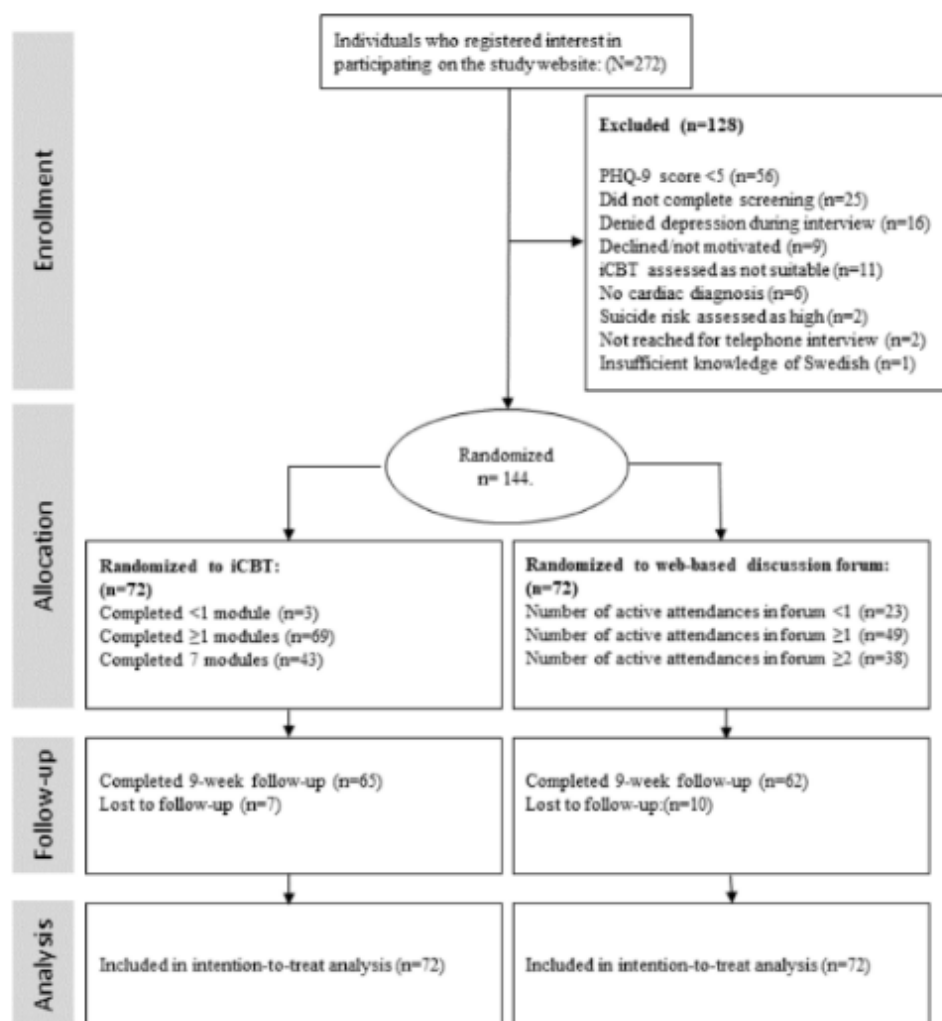 Enrollment
Individuals who registered interest in
participating on the study website: (N=272)
Excluded (n=128)
PHQ-9 score <5 (n=56)
Did not complete screening (n=25)
Denied depression during interview (n=16)
Declined/not motivated (n=9)
iCBT assessed as not suitable (n=11)
No cardiac diagnosis (n=6)
Suicide risk assessed as high (n=2)
Not reached for telephone interview (n=2)
Insufficient knowledge of Swedish (n=1)
Randomized
n= 144.
Allocation
Randomized to iCBT:
(n=72)
Completed <1 module (n=3)
Completed ≥1 modules (n=69)
Completed 7 modules (n=43)
Randomized to web-based discussion forum:
(n=72)
Number of active attendances in forum <1 (n=23)
Number of active attendances in forum ≥1 (n=49)
Number of active attendances in forum ≥2 (n=38)
Follow-up
Completed 9-week follow-up (n=65)
Lost to follow-up (n=7)
Completed 9-week follow-up (n=62)
Lost to follow-up:(n=10)
Analysis
Included in intention-to-treat analysis (n=72)
Included in intention-to-treat analysis (n=72)